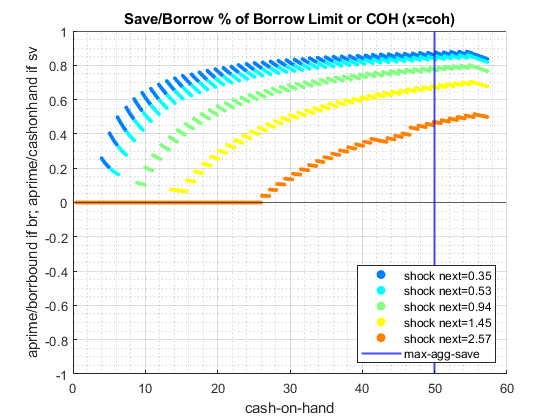 Save/Borrow % of Borrow Limit or COH (x=coh)
aprime/borrbound if br; aprime/cashonhand if sv
1
0.8
0.6
0.4
0.2
0
-0.2
-0.4
-0.6
-0.8
-1
shock next=0.35
shock next=0.53
shock next=0.94
shock next=1.45
shock next=2.57
max-agg-save
0 10 20 30 40 50 60
cash-on-hand